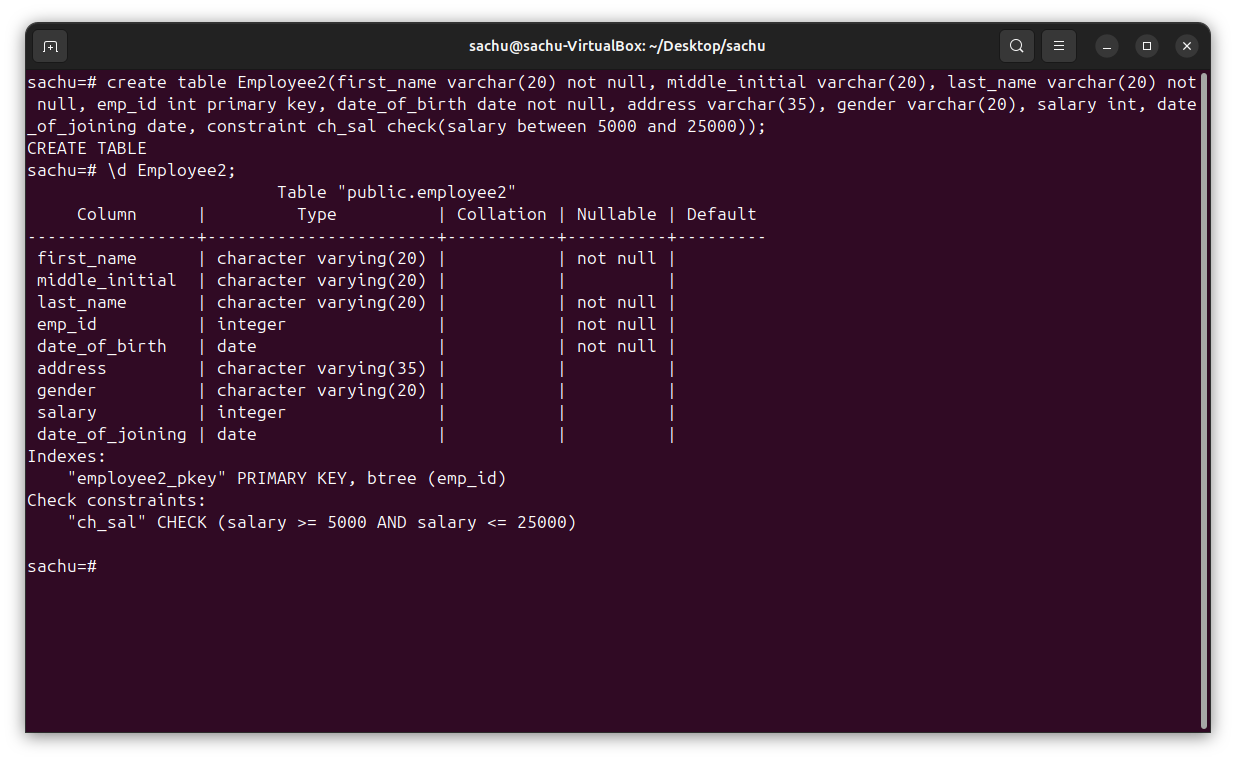 sachu@sachu-VirtualBox: ~/Desktop/sachu
sachu=# create table Employee2(first_name varchar(20) not null, middle_initial varchar(20), last_name varchar(20) not
 null, emp_id int primary key, date_of_birth date not null, address varchar(35), gender varchar(20), salary int, date
_of_joining date, constraint ch_sal check(salary between 5000 and 25000));
CREATE TABLE
sachu=# \d Employee2;
                         Table "public.employee2"
     Column      |         Type          | Collation | Nullable | Default
-----------------+-----------------------+-----------+----------+---------
 first_name      | character varying(20) |           | not null |
 middle_initial  | character varying(20) |           |          |
 last_name       | character varying(20) |           | not null |
 emp_id          | integer               |           | not null |
 date_of_birth   | date                  |           | not null |
 address         | character varying(35) |           |          |
 gender          | character varying(20) |           |          |
 salary          | integer               |           |          |
 date_of_joining | date                  |           |          |
Indexes:
    "employee2_pkey" PRIMARY KEY, btree (emp_id)
Check constraints:
    "ch_sal" CHECK (salary >= 5000 AND salary <= 25000)
sachu=#